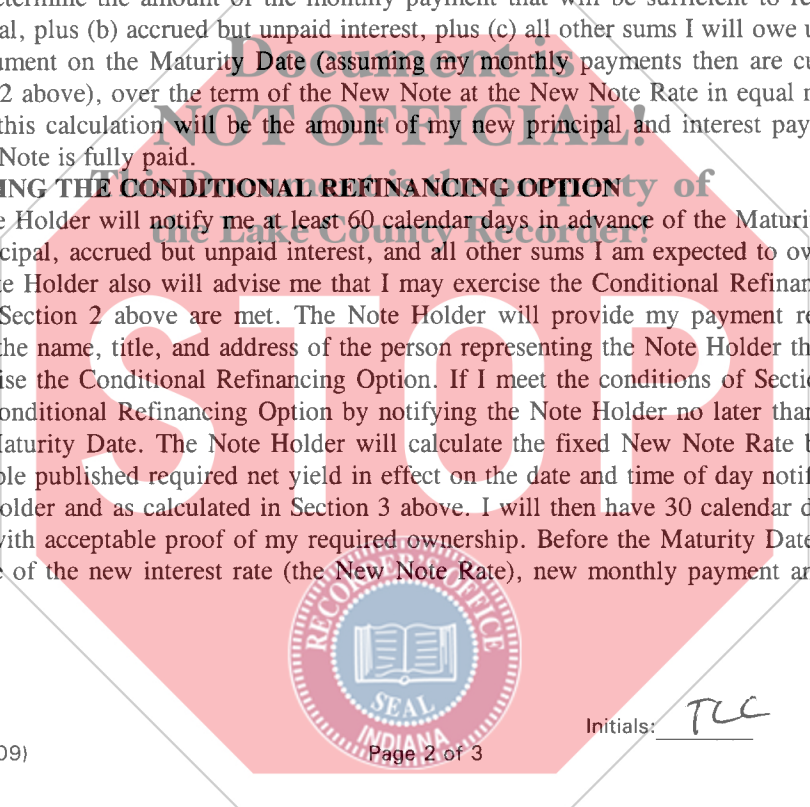 etermine the amount of the monthly payment that will be sufficient to re
al, plus (b) accrued but unpaid interest, plus (c) all other sums I will owe u
ument on the Maturity Date (assuming my monthly payments then are cu
2 above), over the term of the New Note at the New Note Rate in equal m
this calculation will be the amount of my new principal and interest pay
Note is fully paid.
ING THE CONDITIONAL REFINANCING OPTION
e Holder will notify me at least 60 calendar days in advance of the Maturi
cipal, accrued but unpaid interest, and all other sums I am expected to ow
te Holder also will advise me that I may exercise the Conditional Refinan
Section 2 above are met. The Note Holder will provide my payment re
the name, title, and address of the person representing the Note Holder th
ise the Conditional Refinancing Option. If I meet the conditions of Sectio
onditional Refinancing Option by notifying the Note Holder no later than
Maturity Date. The Note Holder will calculate the fixed New Note Rate b
ble published required net yield in effect on the date and time of day notif
older and as calculated in Section 3 above. I will then have 30 calendar d
with acceptable proof of my required ownership. Before the Maturity Date
e of the new interest rate (the New Note Rate), new monthly payment an
Document is
NOT OFFICIAL!
This Document is the property of
the Lake County Recorder!
STOP
RECORDER'S OFFICE
SEAL
INDIANA
Initials: TCC
09)
Page 2 of 3